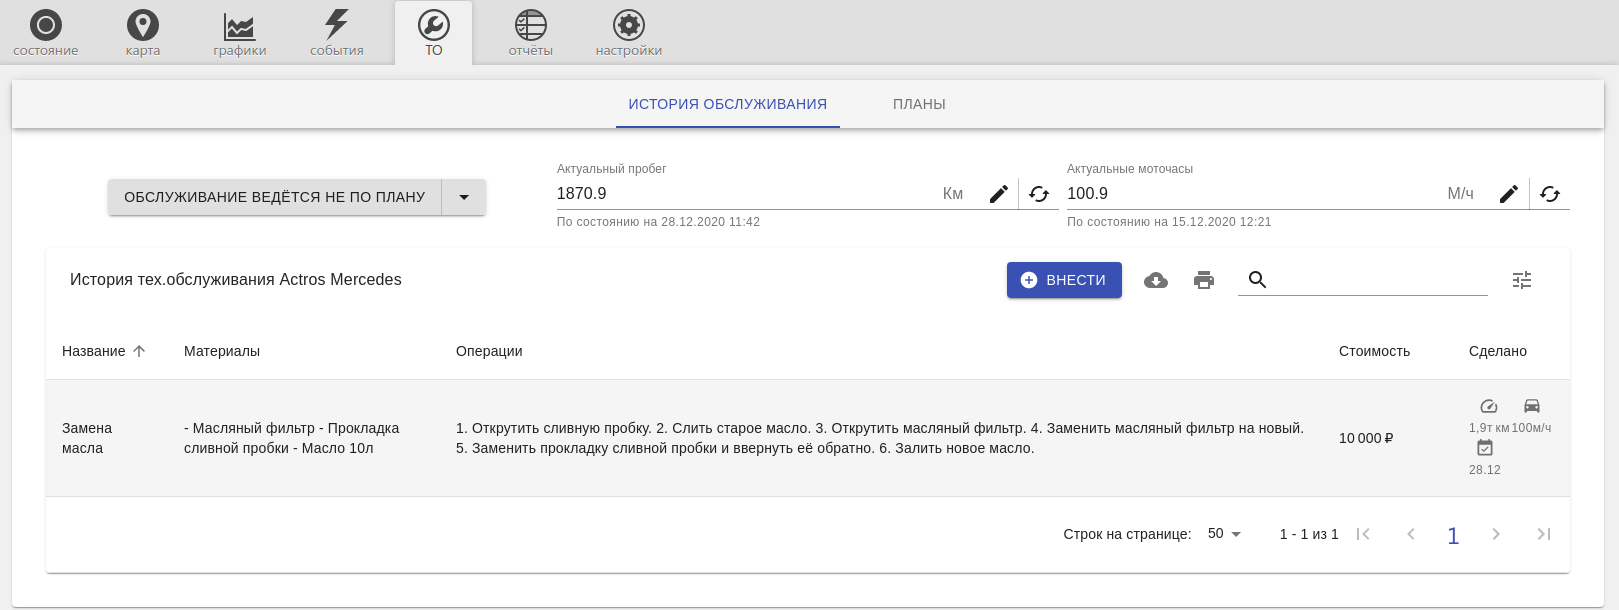 состояние карта графики события ТО отчёты настройки
ИСТОРИЯ ОБСЛУЖИВАНИЯ ПЛАНЫ
Актуальный пробег Актуальные моточасы
ОБСЛУЖИВАНИЕ ВЕДЁТСЯ НЕ ПО ПЛАНУ 1870.9 Км 100.9 М/ч
По состоянию на 28.12.2020 11:42 По состоянию на 15.12.2020 12:21
История тех.обслуживания Actros Mercedes ВНЕСТИ
Название Материалы Операции Стоимость Сделано
Замена
масла
- Масляный фильтр - Прокладка
сливной пробки - Масло 10л
1. Открутить сливную пробку. 2. Слить старое масло. 3. Открутить масляный фильтр. 4. Заменить масляный фильтр на новый.
5. Заменить прокладку сливной пробки и ввернуть её обратно. 6. Залить новое масло.
10 000 ₽
1,9т км 100м/ч
28.12
Строк на странице: 50 1 - 1 из 1 1